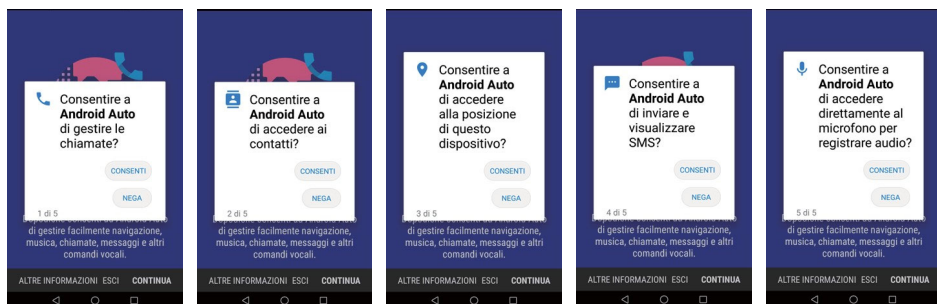 Consentire a
Android Auto
di gestire le
chiamate?
CONSENTI
NEGA
1 di 5
di gestire facilmente navigazione,
musica, chiamate, messaggi e altri
comandi vocali.
ALTRE INFORMAZIONI ESCI CONTINUA
Consentire a
Android Auto
di accedere ai
contatti?
CONSENTI
NEGA
2 di 5
di gestire facilmente navigazione,
musica, chiamate, messaggi e altri
comandi vocali.
ALTRE INFORMAZIONI ESCI CONTINUA
Consentire a
Android Auto
di accedere
alla posizione
di questo
dispositivo?
CONSENTI
NEGA
3 di 5
di gestire facilmente navigazione,
musica, chiamate, messaggi e altri
comandi vocali.
ALTRE INFORMAZIONI ESCI CONTINUA
Consentire a
Android Auto
di inviare e
visualizzare
SMS?
CONSENTI
NEGA
4 di 5
di gestire facilmente navigazione,
musica, chiamate, messaggi e altri
comandi vocali.
ALTRE INFORMAZIONI ESCI CONTINUA
Consentire a
Android Auto
di accedere
direttamente al
microfono per
registrare audio?
CONSENTI
NEGA
5 di 5
di gestire facilmente navigazione,
musica, chiamate, messaggi e altri
comandi vocali.
ALTRE INFORMAZIONI ESCI CONTINUA